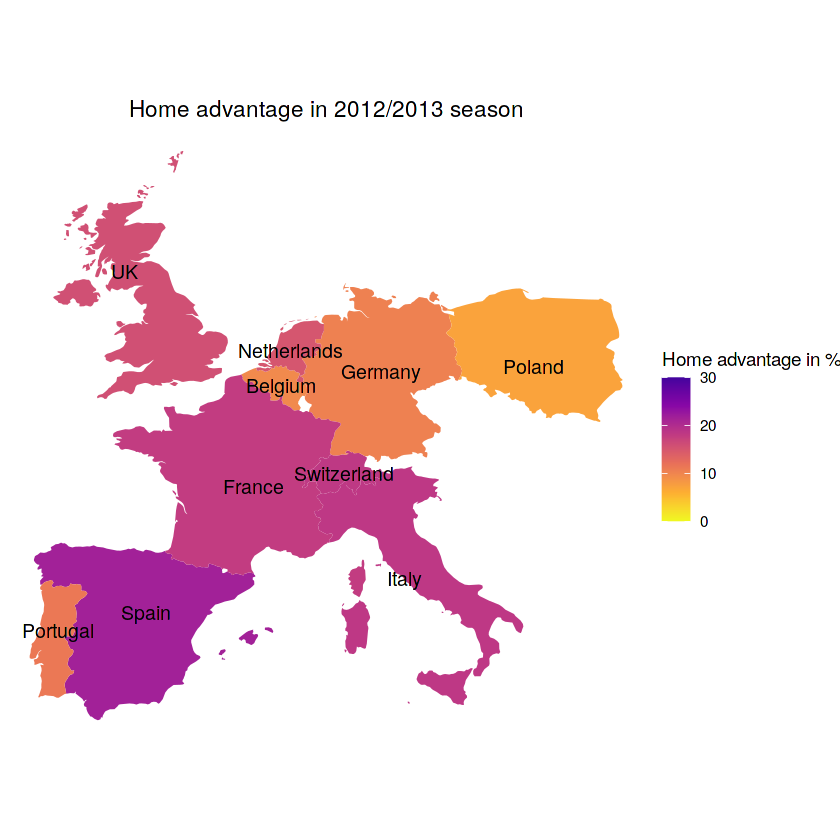 Home advantage in 2012/2013 season
UK
Netherlands
Belgium
Germany
Poland
France
Switzerland
Italy
Spain
Portugal
Home advantage in %
30
20
10
0